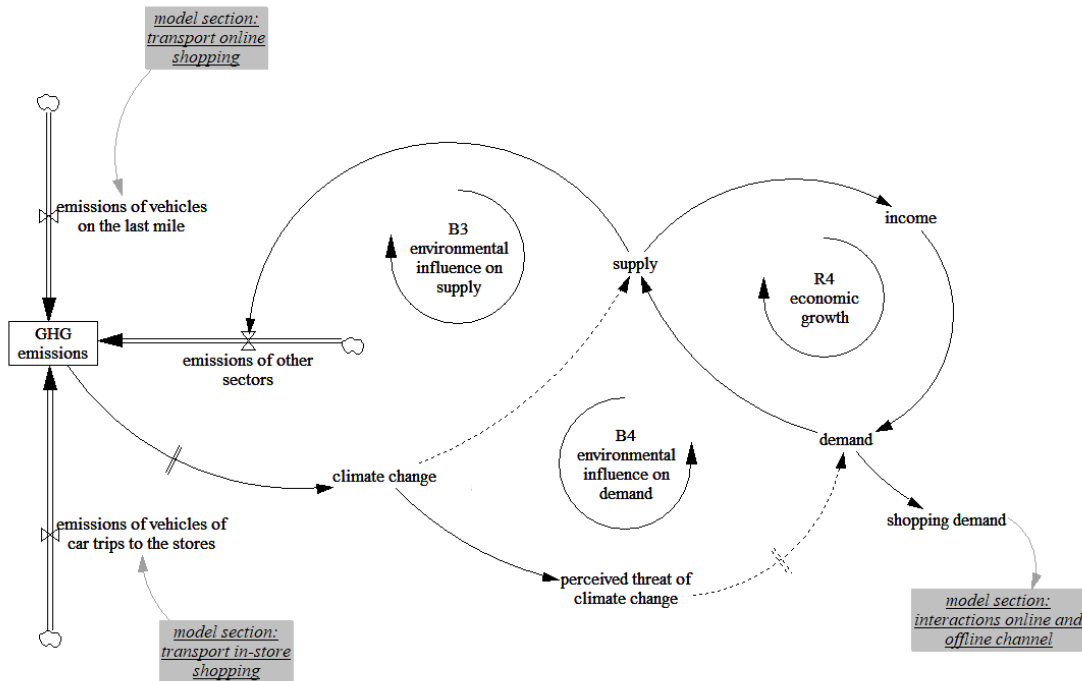 model section:
transport online
shopping
emissions of vehicles
on the last mile
income
B3
environmental
influence on
supply
supply
R4
economic
growth
GHG
emissions
emissions of other
sectors
B4
environmental
influence on
demand
demand
climate change
shopping demand
emissions of vehicles of
car trips to the stores
perceived threat of
climate change
model section:
interactions online and
offline channel
model section:
transport in-store
shopping